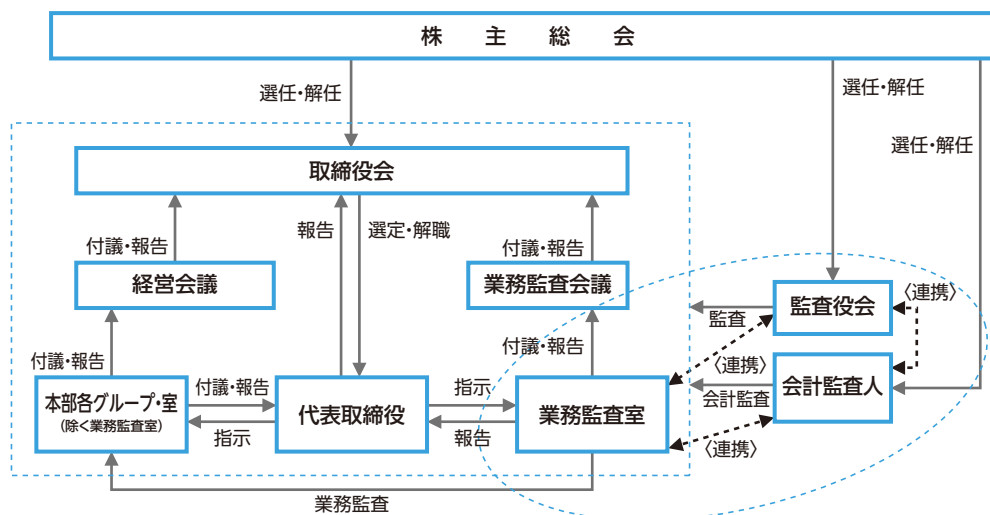 株主総会
選任・解任
選任・解任
選任・解任
取締役会
報告
選定・解職
付議・報告
付議・報告
経営会議
業務監査会議
監査役会
〈連携〉
監査
付議・報告
付議・報告
〈連携〉
会計監査人
会計監査
本部各グループ・室
(除く業務監査室)
付議・報告
指示
代表取締役
指示
報告
業務監査室
〈連携〉
業務監査